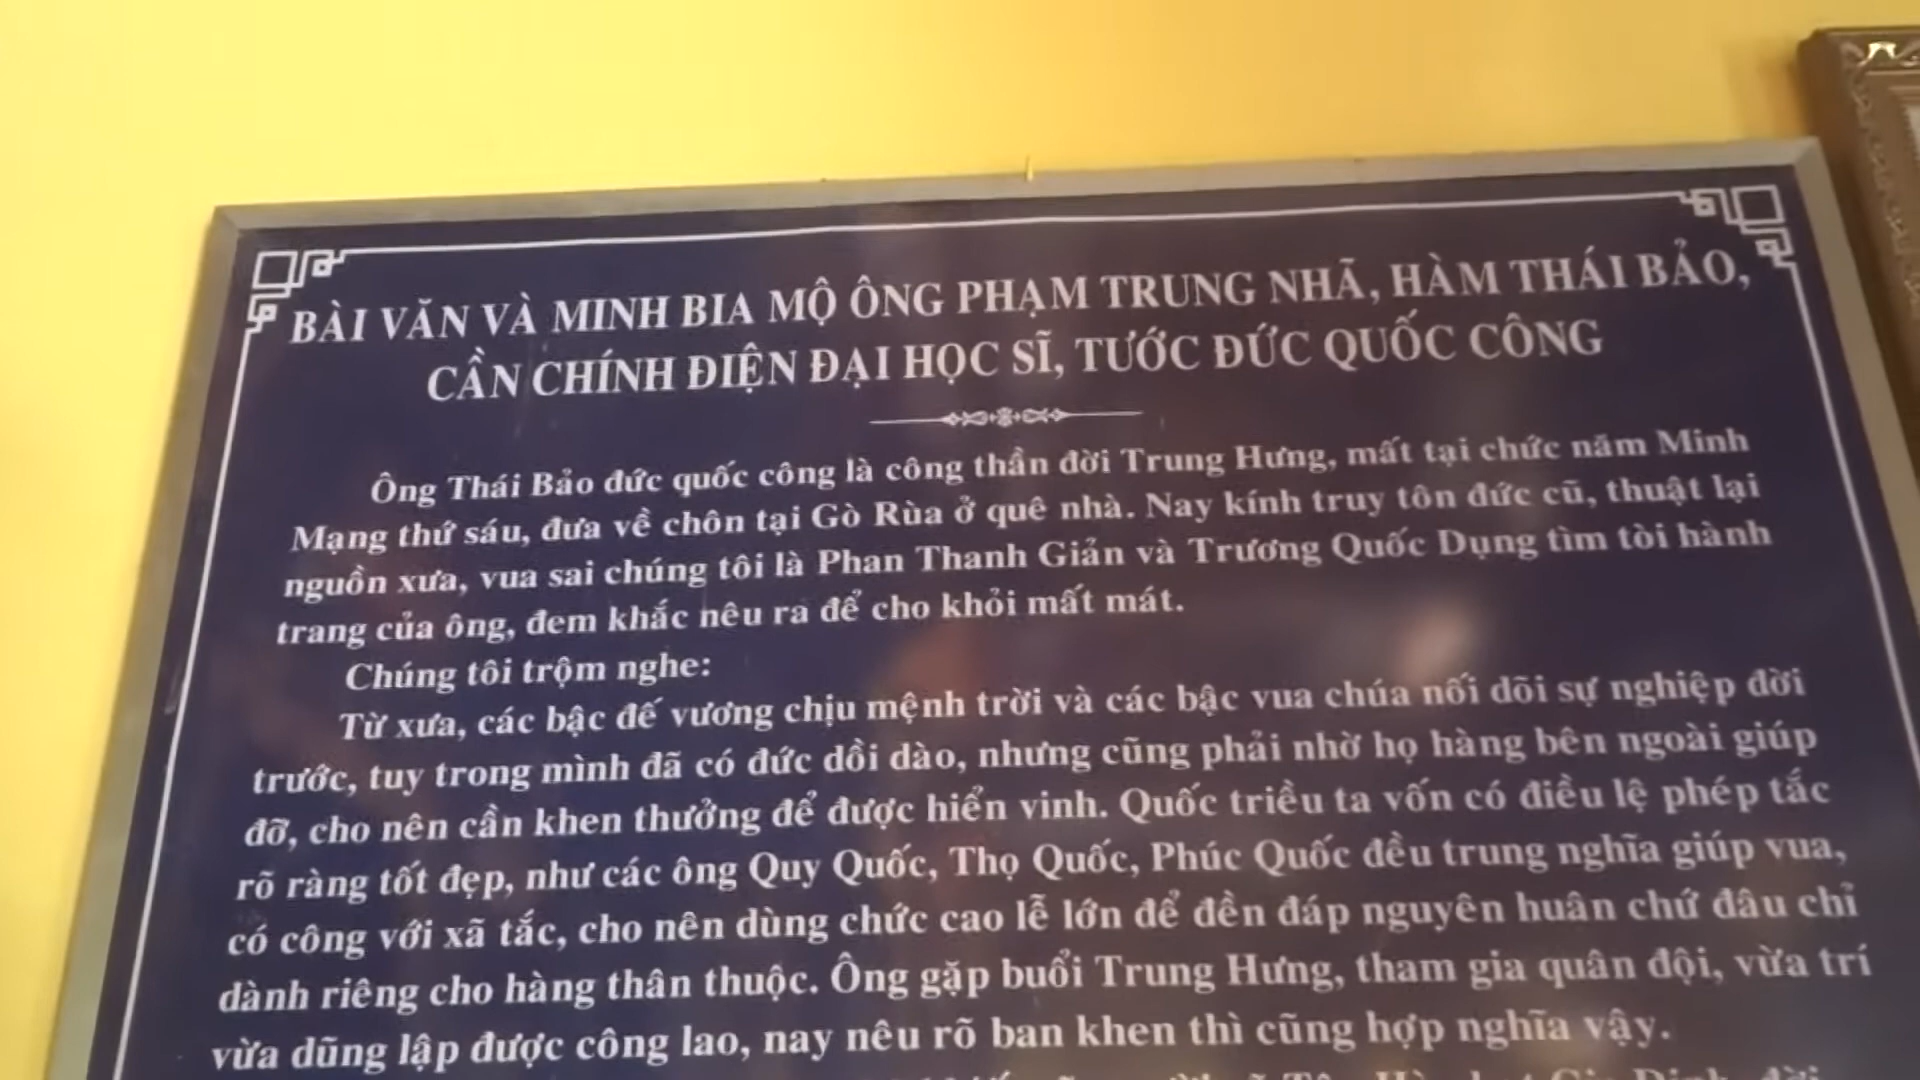 BÀI VĂN VÀ MINH BIA MỘ ÔNG PHẠM TRUNG NHÃ, HÀM THÁI BẢO,
CẦN CHÍNH ĐIỆN ĐẠI HỌC SĨ, TƯỚC ĐỨC QUỐC CÔNG
Ông Thái Bảo đức quốc công là công thần đời Trung Hưng, mất tại chức năm Minh
Mạng thứ sáu, đưa về chôn tại Gò Rùa ở quê nhà. Nay kính truy tôn đức cũ, thuật lại
nguồn xưa, vua sai chúng tôi là Phan Thanh Giản và Trương Quốc Dụng tìm tòi hành
trang của ông, đem khắc nêu ra để cho khỏi mất mát.
Chúng tôi trộm nghe:
Từ xưa, các bậc đế vương chịu mệnh trời và các bậc vua chúa nối dõi sự nghiệp đời
trước, tuy trong mình đã có đức dồi dào, nhưng cũng phải nhờ họ hàng bên ngoài giúp
đỡ, cho nên cần khen thưởng để được hiển vinh. Quốc triều ta vốn có điều lệ phép tắc
rõ ràng tốt đẹp, như các ông Quy Quốc, Thọ Quốc, Phúc Quốc đều trung nghĩa giúp vua,
có công với xã tắc, cho nên dùng chức cao lễ lớn để đền đáp nguyên huân chứ đâu chỉ
dành riêng cho hàng thân thuộc. Ông gặp buổi Trung Hưng, tham gia quân đội, vừa trí
vừa dũng lập được công lao, nay nêu rõ ban khen thì cũng hợp nghĩa vậy.